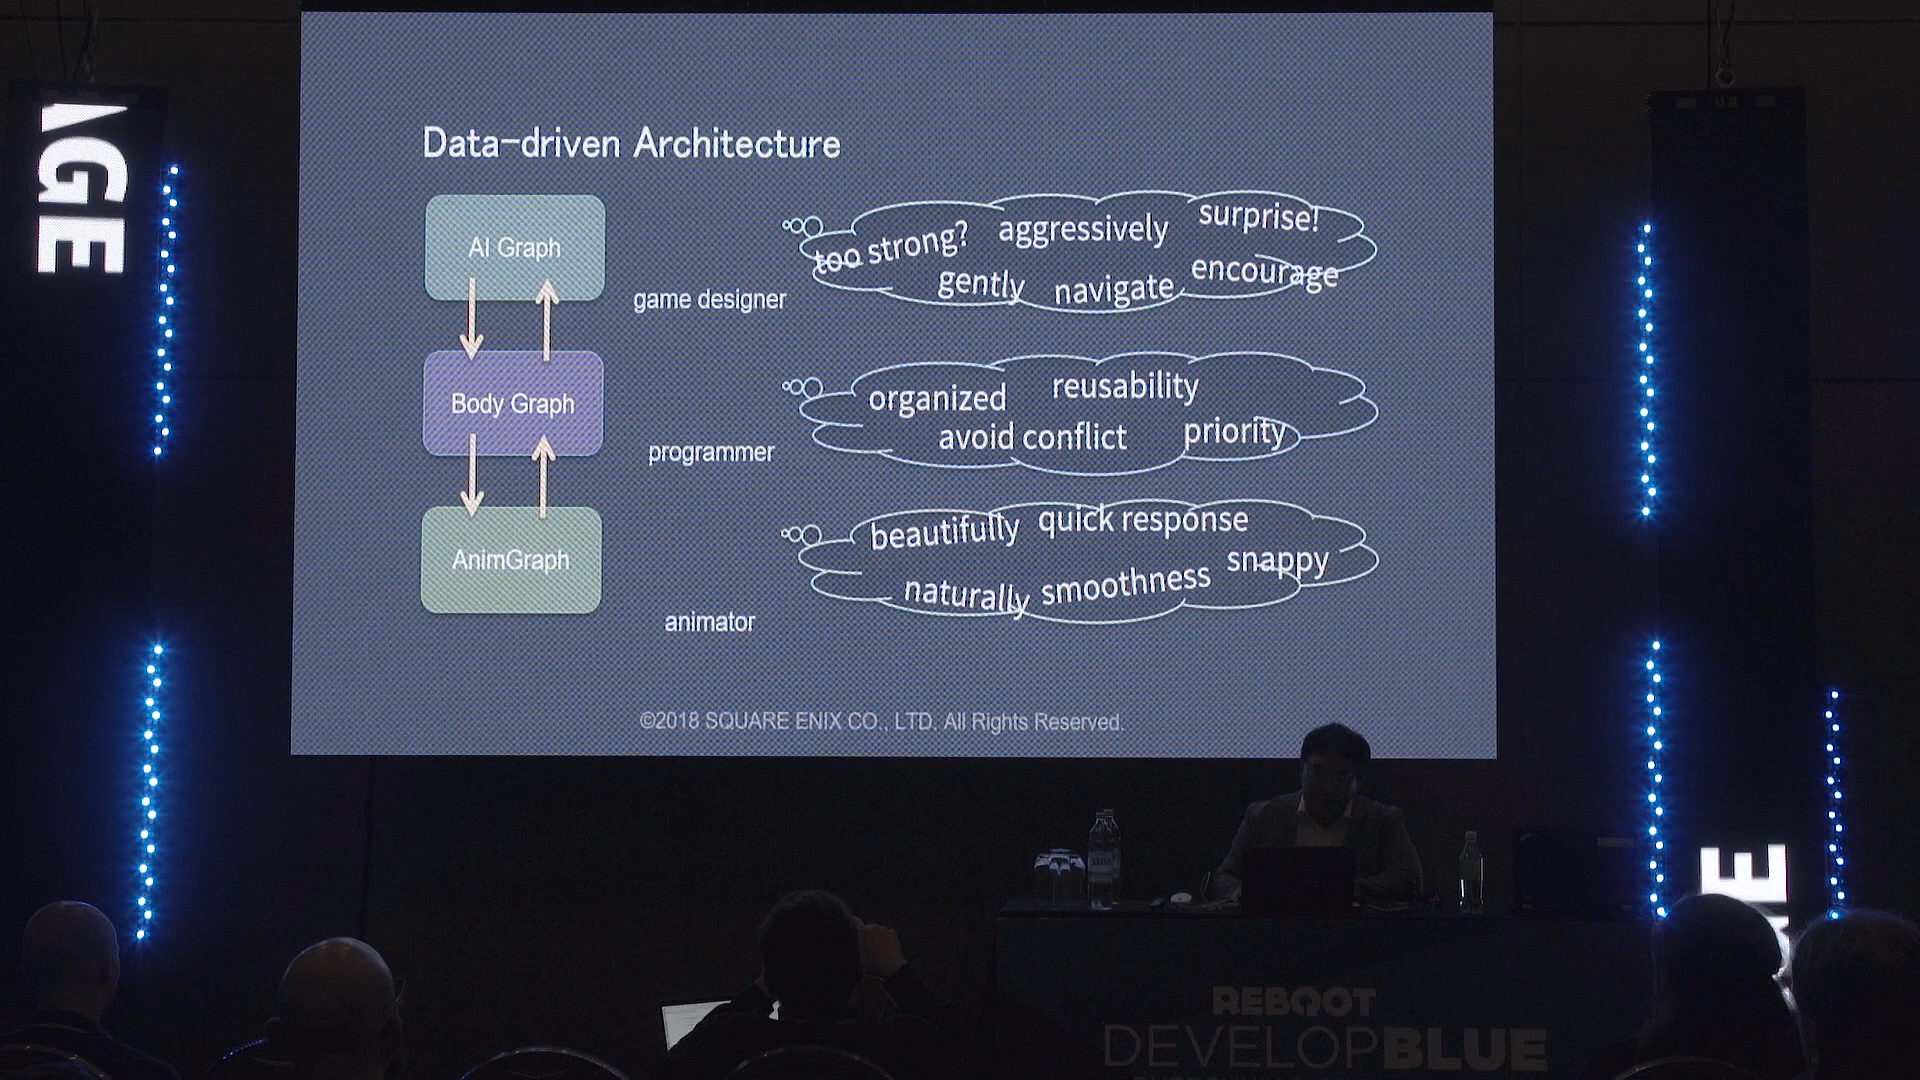 NGE
Data-driven Architecture
AI Graph
game designer
too strong? aggressively surprise!
gently navigate encourage
Body Graph
programmer
organized reusability
avoid conflict priority
AnimGraph
animator
beautifully quick response
snappy
naturally smoothness
©2018 SQUARE ENIX CO., LTD. All Rights Reserved.
REBOOT
DEVELOPBLUE